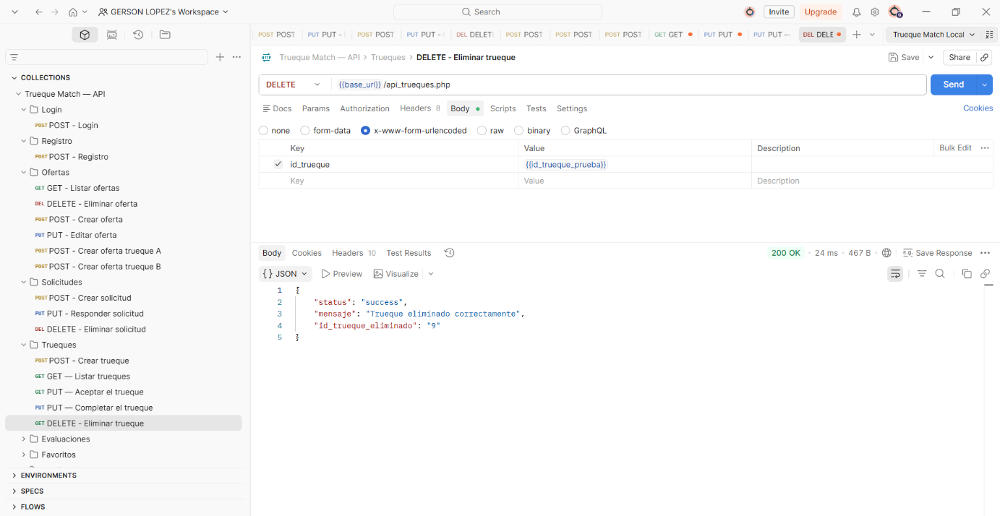 GERSON LOPEZ's Workspace
Search
Invite
Upgrade
POST POST
PUT PUT -
POST POST
PUT PUT -
DEL DELET
POST POST
POST POST
POST POST
GET GET
PUT PUT
PUT PUT —
DEL DELE
Trueque Match Local
HTTP
Trueque Match — API > Trueques > DELETE - Eliminar trueque
Save
Share
COLLECTIONS
Trueque Match — API
Login
POST POST - Login
Registro
POST POST - Registro
Ofertas
GET GET - Listar ofertas
DEL DELETE - Eliminar oferta
POST POST - Crear oferta
PUT PUT - Editar oferta
POST POST - Crear oferta trueque A
POST POST - Crear oferta trueque B
Solicitudes
POST POST - Crear solicitud
PUT PUT - Responder solicitud
DEL DELETE - Eliminar solicitud
Trueques
POST POST - Crear trueque
GET GET — Listar trueques
GET PUT — Aceptar el trueque
PUT PUT — Completar el trueque
GET DELETE - Eliminar trueque
Evaluaciones
Favoritos
ENVIRONMENTS
SPECS
FLOWS
DELETE
{{base_url}} /api_trueques.php
Send
Docs Params Authorization Headers 8 Body Scripts Tests Settings
Cookies
none form-data x-www-form-urlencoded raw binary GraphQL
Key Value Description Bulk Edit
id_trueque {{id_trueque_prueba}}
Key Value Description
Body Cookies Headers 10 Test Results
200 OK 24 ms 467 B
e.g. Save Response
{} JSON Preview Visualize
1 {
2 "status": "success",
3 "mensaje": "Trueque eliminado correctamente",
4 "id_trueque_eliminado": "9"
5 }